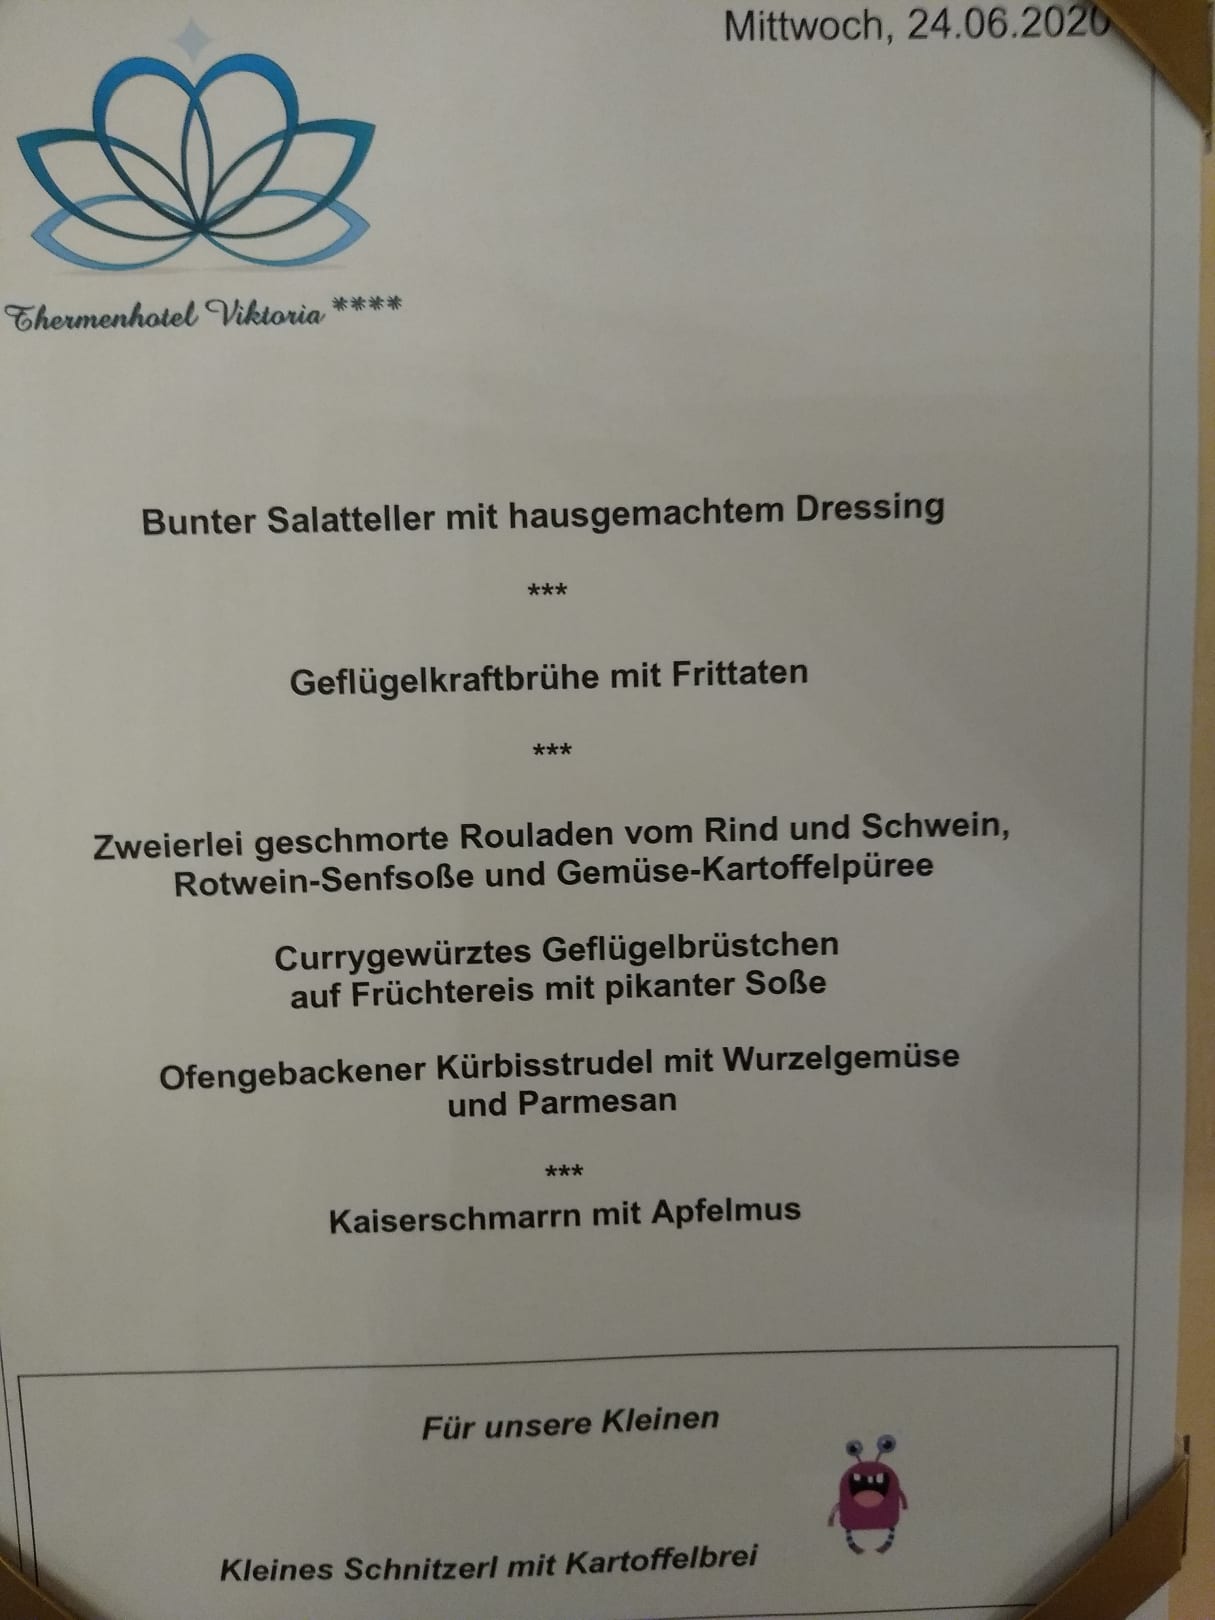 Mittwoch, 24.06.2020
Thermenhotel Viktoria ****
Bunter Salatteller mit hausgemachtem Dressing
***
Geflügelkraftbrühe mit Frittaten
***
Zweierlei geschmorte Rouladen vom Rind und Schwein,
Rotwein-Senfsoße und Gemüse-Kartoffelpüree
Currygewürztes Geflügelbrüstchen
auf Früchtereis mit pikanter Soße
Ofengebackener Kürbisstrudel mit Wurzelgemüse
und Parmesan
***
Kaiserschmarrn mit Apfelmus
Für unsere Kleinen
Kleines Schnitzerl mit Kartoffelbrei